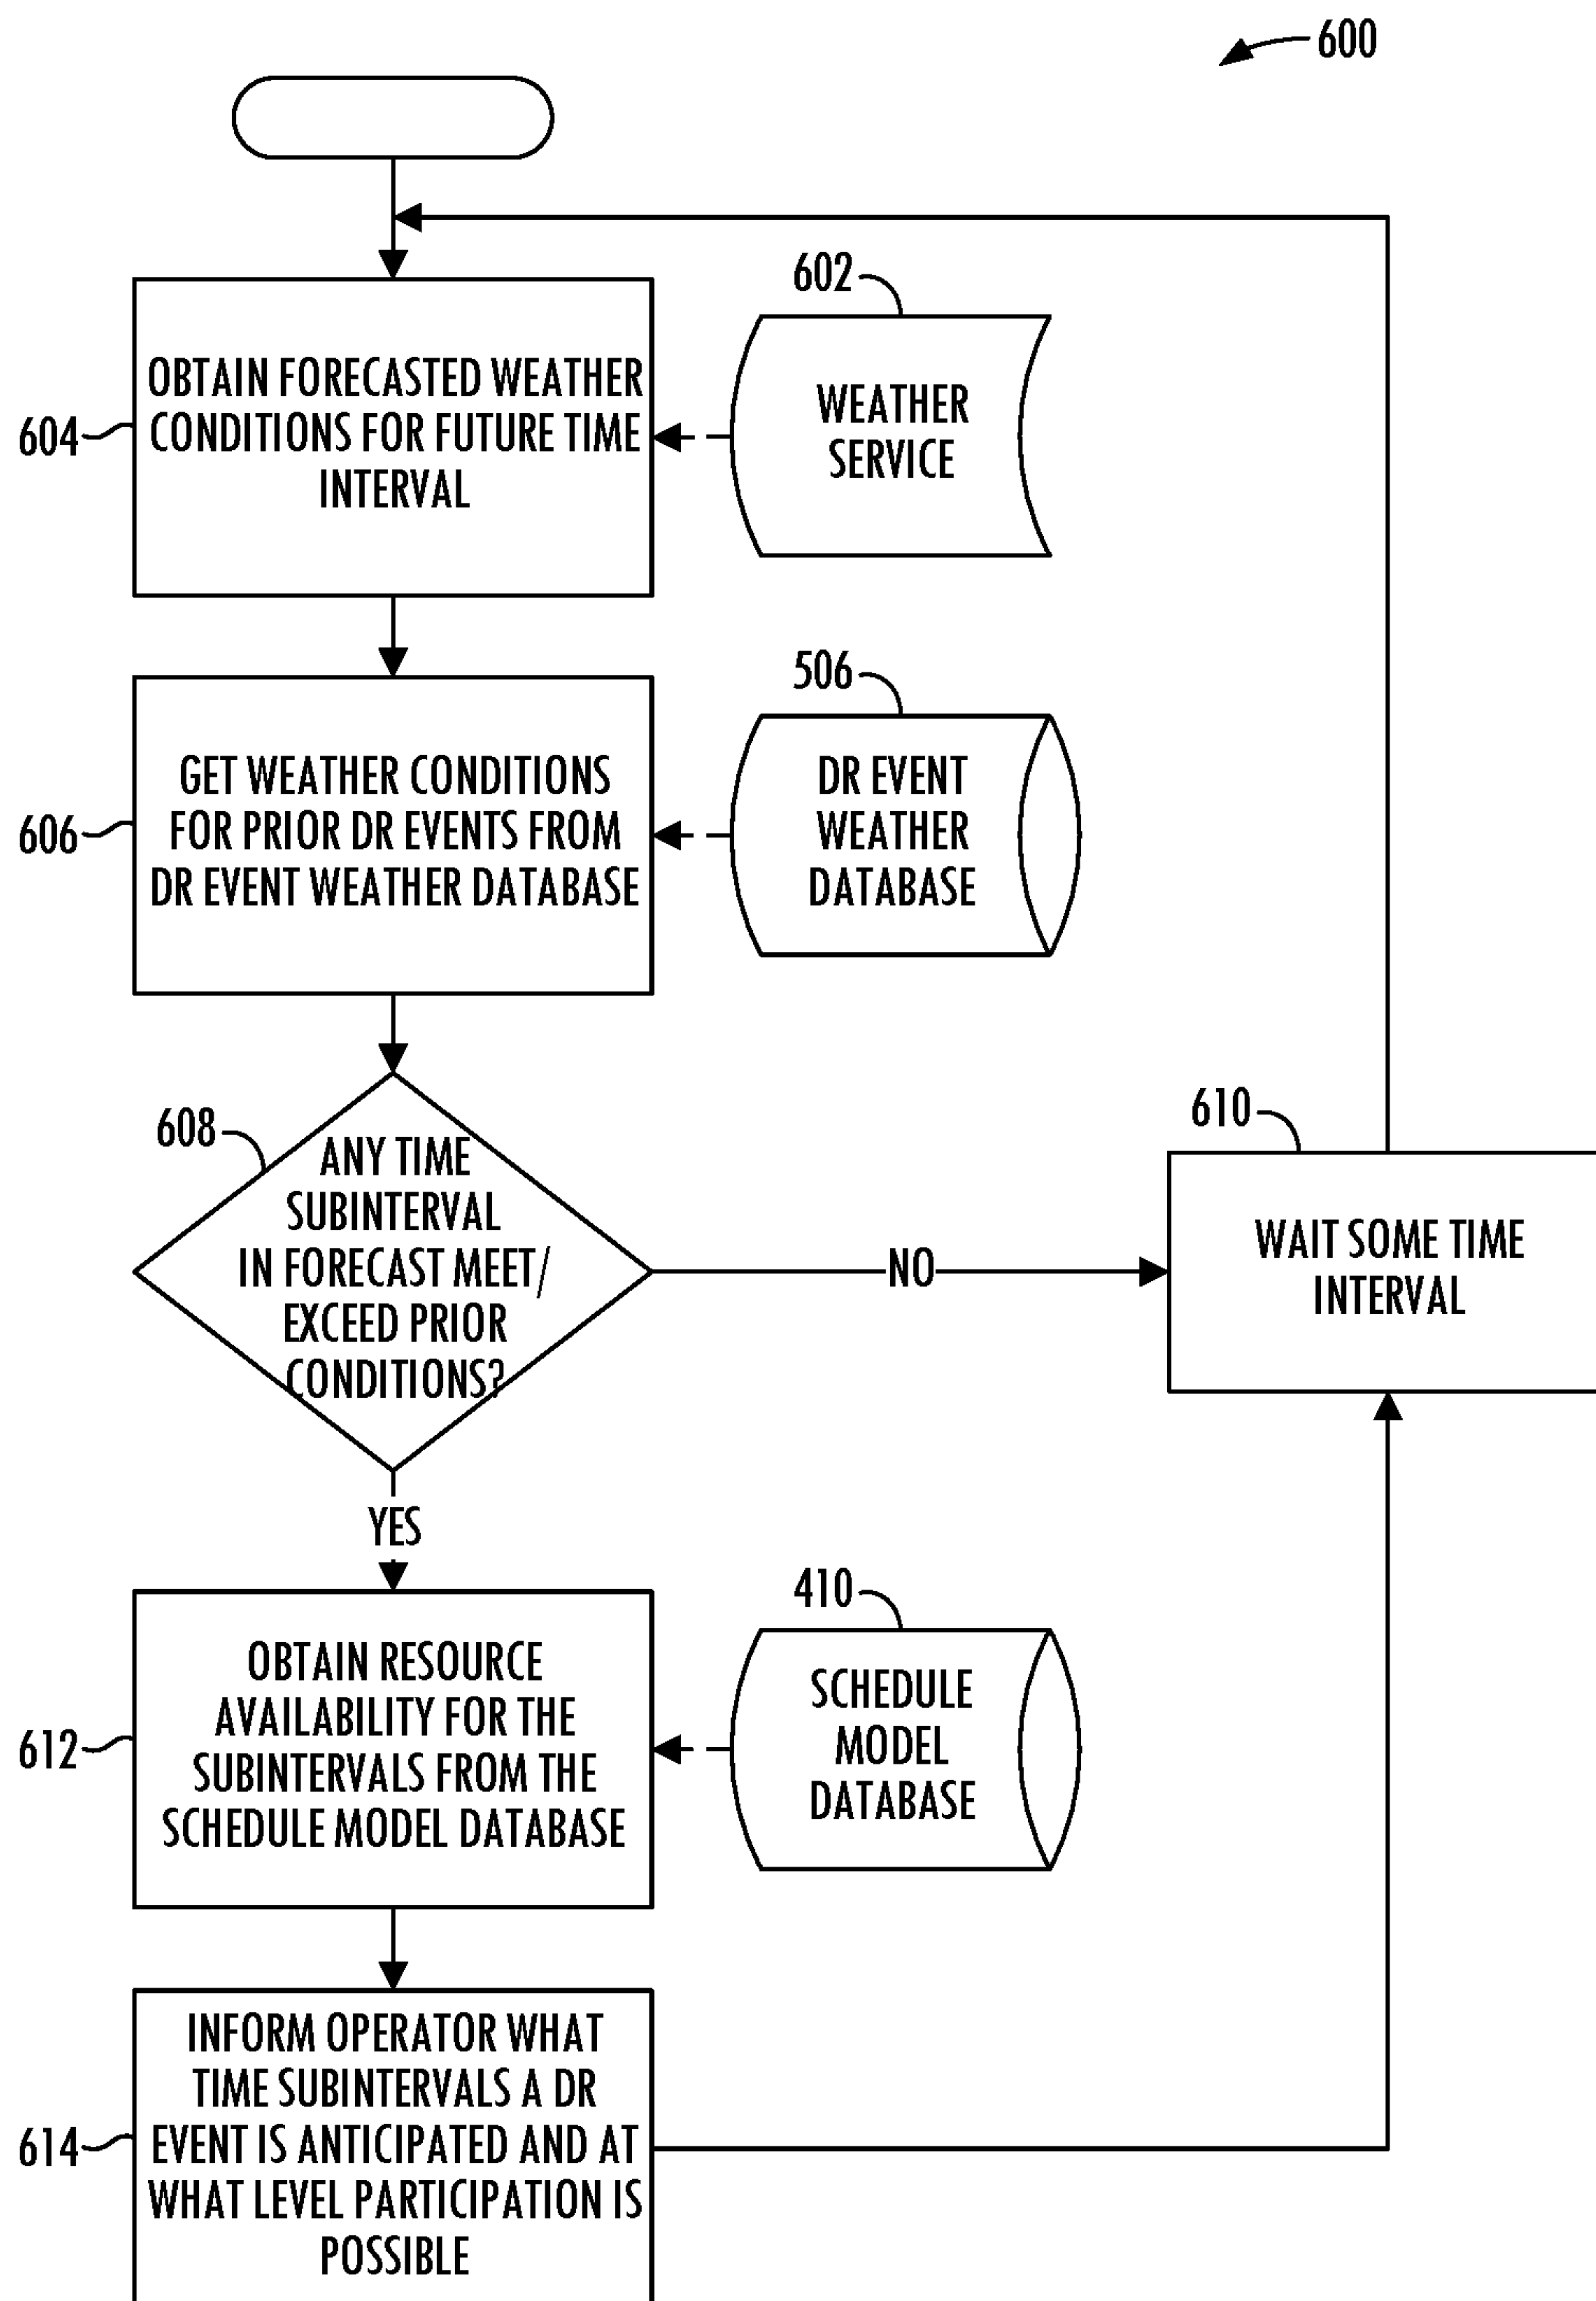 600
602
OBTAIN FORECASTED WEATHER
CONDITIONS FOR FUTURE TIME
INTERVAL
604
WEATHER
SERVICE
506
GET WEATHER CONDITIONS
FOR PRIOR DR EVENTS FROM
DR EVENT WEATHER DATABASE
606
DR EVENT
WEATHER
DATABASE
608
ANY TIME
SUBINTERVAL
IN FORECAST MEET/
EXCEED PRIOR
CONDITIONS?
NO
610
WAIT SOME TIME
INTERVAL
YES
410
OBTAIN RESOURCE
AVAILABILITY FOR THE
SUBINTERVALS FROM THE
SCHEDULE MODEL DATABASE
612
SCHEDULE
MODEL
DATABASE
INFORM OPERATOR WHAT
TIME SUBINTERVALS A DR
EVENT IS ANTICIPATED AND AT
WHAT LEVEL PARTICIPATION IS
POSSIBLE
614